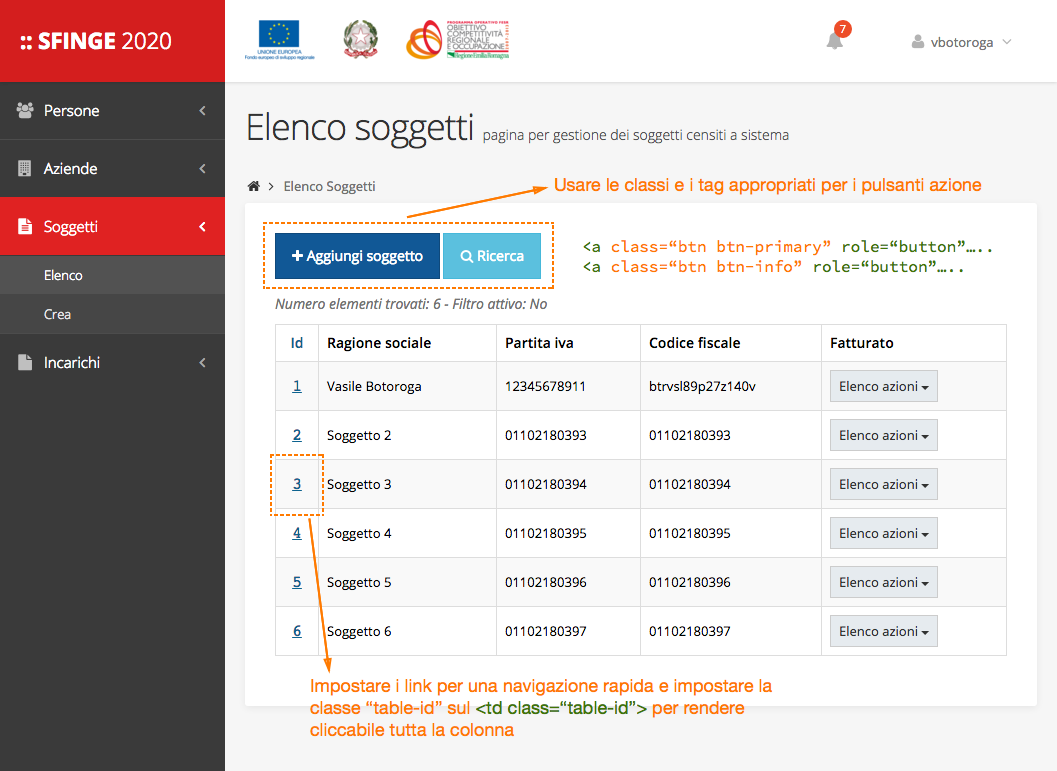 :: SFINGE 2020
UNIONE EUROPEA
Fondo europeo di sviluppo regionale
PROGRAMMA OPERATIVO FESR
OBIETTIVO
COMPETITIVITÀ
REGIONALE
E OCCUPAZIONE
Regione Emilia-Romagna
7
vbotoroga
Persone
Aziende
Soggetti
Elenco
Crea
Incarichi
Elenco soggetti pagina per gestione dei soggetti censiti a sistema
Elenco Soggetti
Usare le classi e i tag appropriati per i pulsanti azione
Aggiungi soggetto Ricerca
<a class=“btn btn-primary” role=“button”…..
<a class=“btn btn-info” role=“button”…..
Numero elementi trovati: 6 - Filtro attivo: No
Id Ragione sociale Partita iva Codice fiscale Fatturato
1 Vasile Botoroga 12345678911 btrvsl89p27z140v Elenco azioni
2 Soggetto 2 01102180393 01102180393 Elenco azioni
3 Soggetto 3 01102180394 01102180394 Elenco azioni
4 Soggetto 4 01102180395 01102180395 Elenco azioni
5 Soggetto 5 01102180396 01102180396 Elenco azioni
6 Soggetto 6 01102180397 01102180397 Elenco azioni
Impostare i link per una navigazione rapida e impostare la
classe “table-id” sul <td class=“table-id”> per rendere
cliccabile tutta la colonna